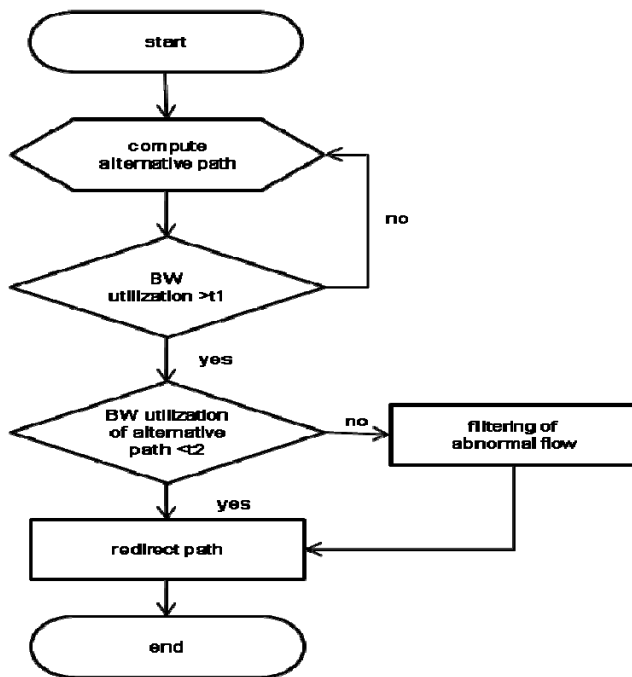 start
compute
alternative path
no
BW
utilization >t1
yes
BW utilization
of alternative
path <t2
no
filtering of
abnormal flow
yes
redirect path
end